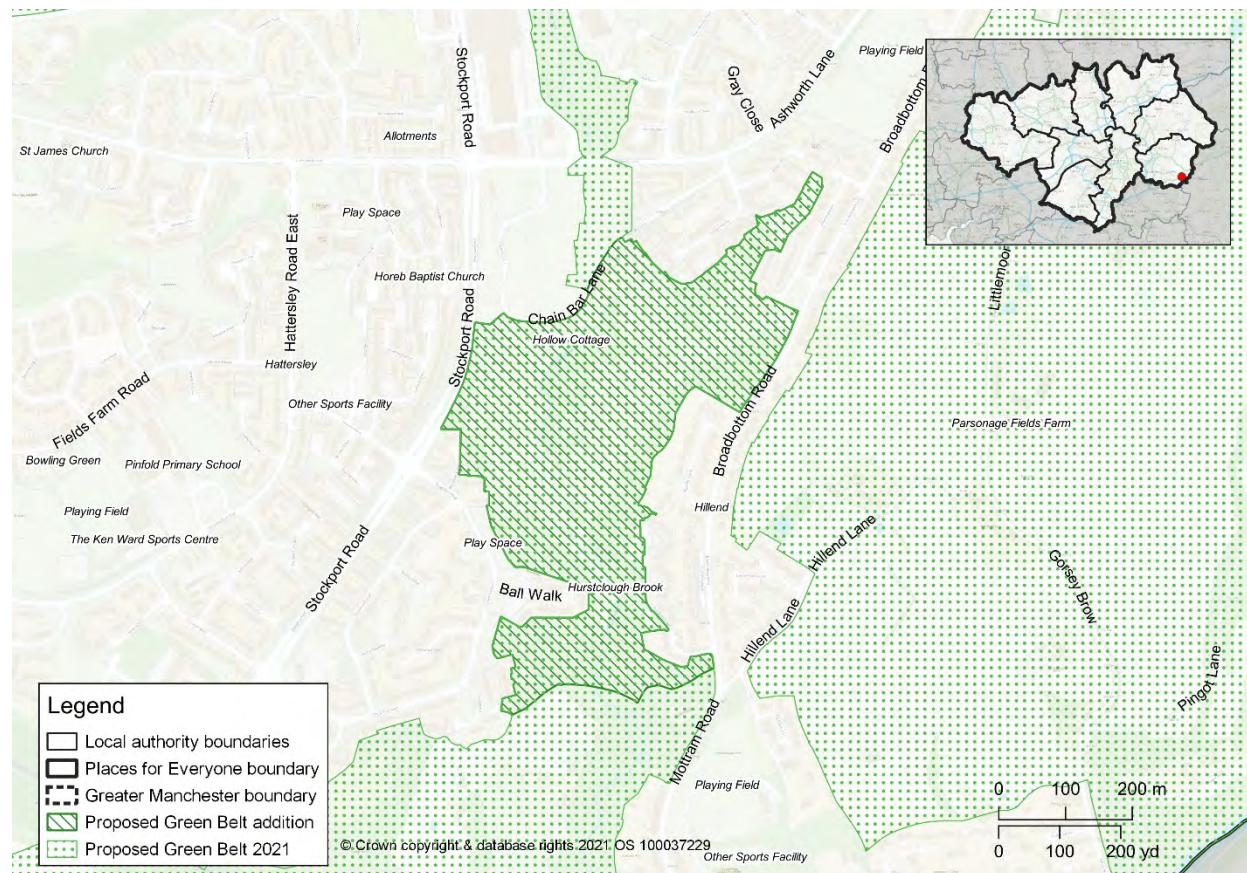 Stockport Road
Gray Close
Ashworth Lane
Playing Field
Allotments
St James Church
Play Space
Hattersley Road East
Horeb Baptist Church
Stockport Road
Chain Bar Lane
Hollow Cottage
Littlemoor
Hattersley
Fields Farm Road
Other Sports Facility
Broadbottom Road
Parsonage Fields Farm
Bowling Green
Pinfold Primary School
Playing Field
The Ken Ward Sports Centre
Hillend
Hillend Lane
Play Space
Stockport Road
Ball Walk
Hurstclough Brook
Gorsey Brow
Hillend Lane
Pingot Lane
Mottram Road
Playing Field
Other Sports Facility
Legend
Local authority boundaries
Places for Everyone boundary
Greater Manchester boundary
Proposed Green Belt addition
Proposed Green Belt 2021
© Crown copyright & database rights 2021 OS 100037229
0 100 200 m
0 100 200 yd